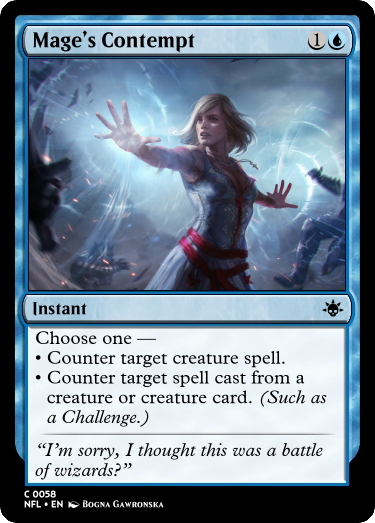 Mage's Contempt 1
Instant
Choose one —
• Counter target creature spell.
• Counter target spell cast from a
creature or creature card. (Such as
a Challenge.)
"I'm sorry, I thought this was a battle
of wizards?"
C 0058
NFL • EN Bogna Gawronska